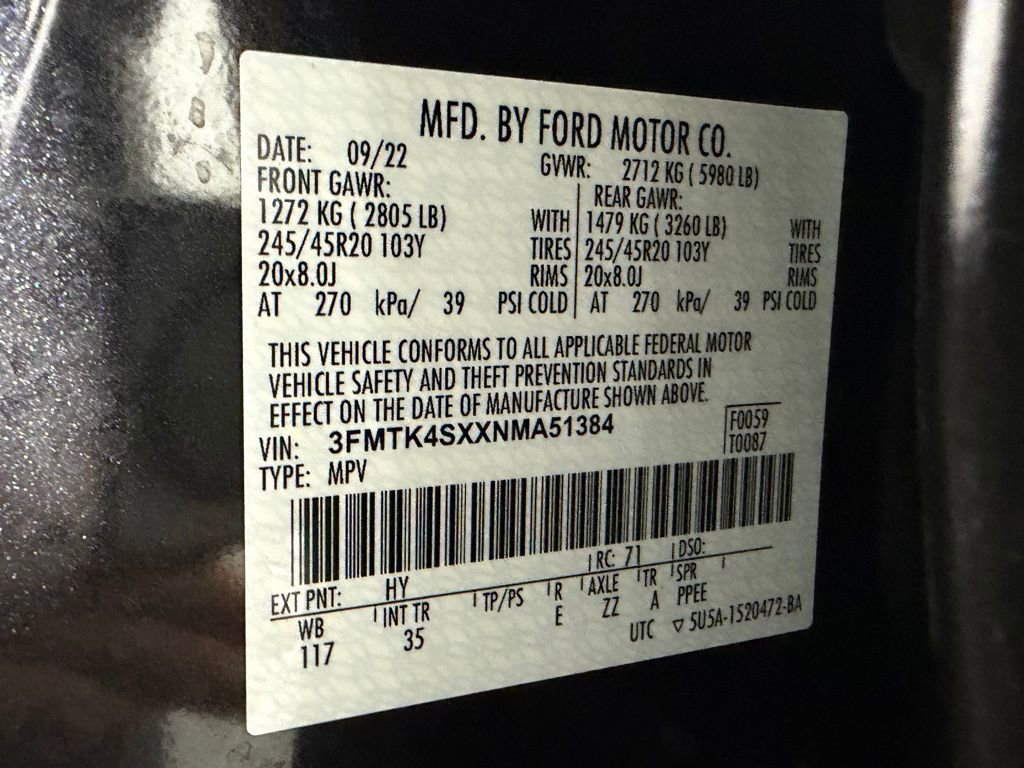 MFD. BY FORD MOTOR CO.
DATE: 09/22 GVWR: 2712 KG ( 5980 LB)
FRONT GAWR: REAR GAWR:
1272 KG ( 2805 LB) WITH 1479 KG ( 3260 LB) WITH
245/45R20 103Y TIRES 245/45R20 103Y TIRES
20x8.0J RIMS 20x8.0J RIMS
AT 270 kPa/ 39 PSI COLD AT 270 kPa/ 39 PSI COLD
THIS VEHICLE CONFORMS TO ALL APPLICABLE FEDERAL MOTOR
VEHICLE SAFETY AND THEFT PREVENTION STANDARDS IN
EFFECT ON THE DATE OF MANUFACTURE SHOWN ABOVE.
VIN: 3FMTK4SXXNMA51384 F0059
TYPE: MPV T0087
EXT PNT: HY RC: 71 DSO:
WB INT TR TP/PS R AXLE TR SPR
117 35 E ZZ A PPEE
UTC ▽ 5U5A-1520472-BA